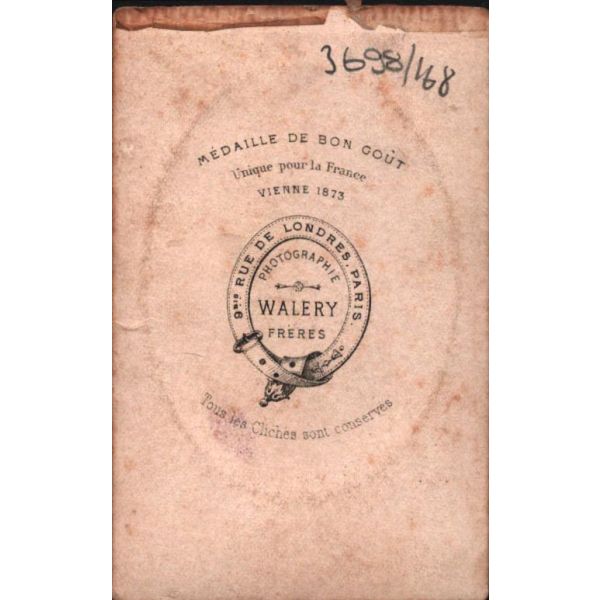 3698/168
MÉDAILLE DE BON GOÛT
Unique pour la France
VIENNE 1873
9BIS RUE DE LONDRES. PARIS.
PHOTOGRAPHIE
WALERY
FRERES
Tous les Clichés sont conservés